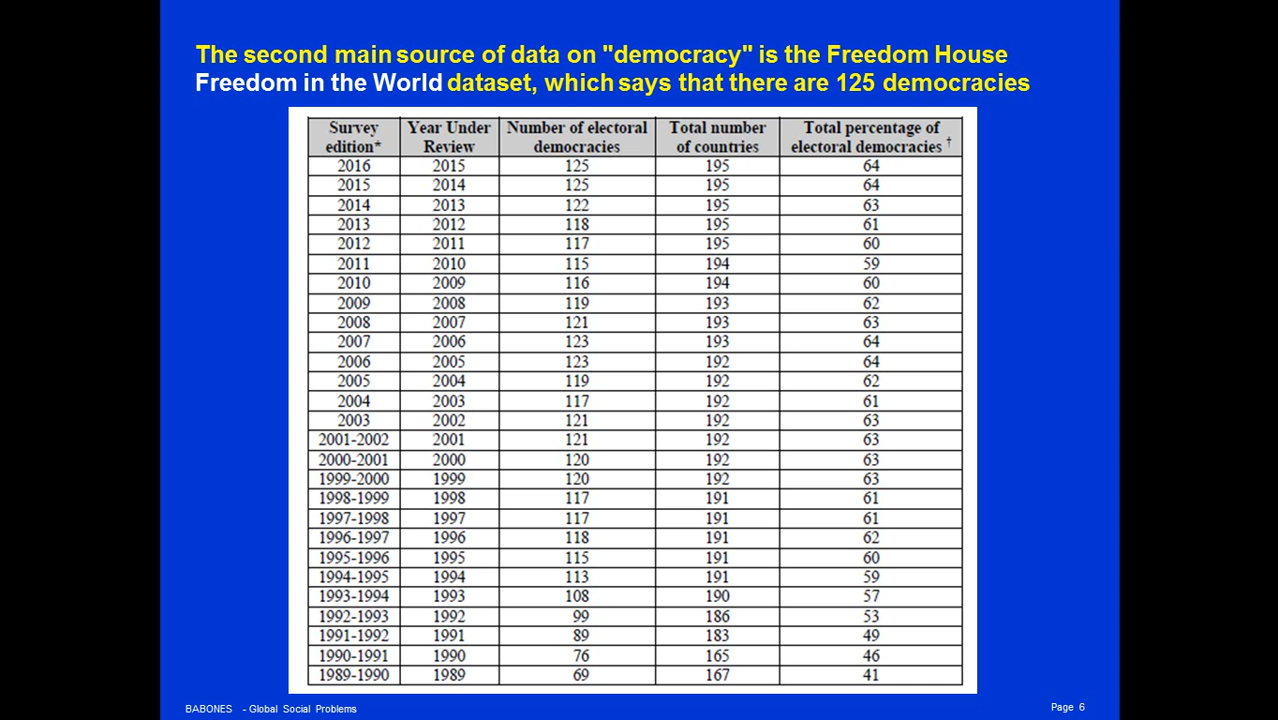 The second main source of data on "democracy" is the Freedom House
Freedom in the World dataset, which says that there are 125 democracies
Survey edition* Year Under Review Number of electoral democracies Total number of countries Total percentage of electoral democracies †
2016 2015 125 195 64
2015 2014 125 195 64
2014 2013 122 195 63
2013 2012 118 195 61
2012 2011 117 195 60
2011 2010 115 194 59
2010 2009 116 194 60
2009 2008 119 193 62
2008 2007 121 193 63
2007 2006 123 193 64
2006 2005 123 192 64
2005 2004 119 192 62
2004 2003 117 192 61
2003 2002 121 192 63
2001-2002 2001 121 192 63
2000-2001 2000 120 192 63
1999-2000 1999 120 192 63
1998-1999 1998 117 191 61
1997-1998 1997 117 191 61
1996-1997 1996 118 191 62
1995-1996 1995 115 191 60
1994-1995 1994 113 191 59
1993-1994 1993 108 190 57
1992-1993 1992 99 186 53
1991-1992 1991 89 183 49
1990-1991 1990 76 165 46
1989-1990 1989 69 167 41
BABONES - Global Social Problems Page 6